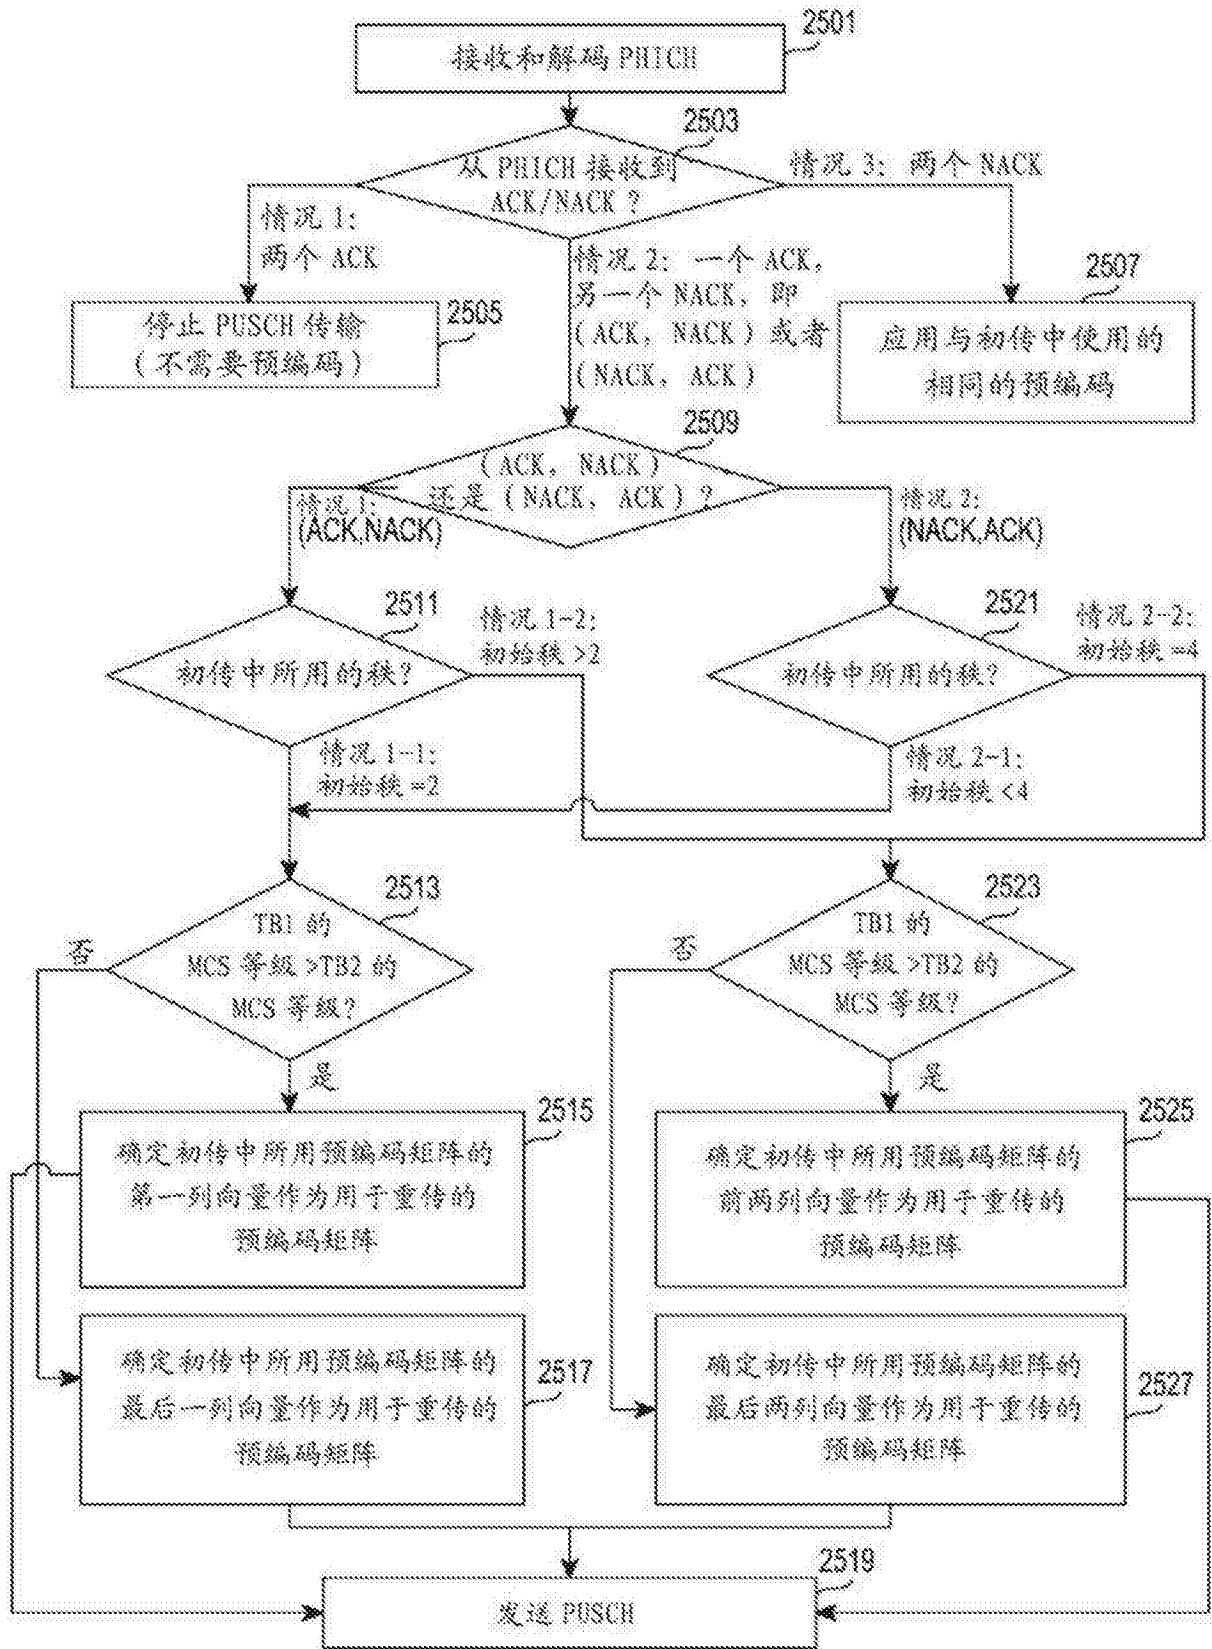 2501
接收和解码 PHICH
2503
从 PHICH 接收到
ACK/NACK？
情况 3：两个 NACK
情况 1：
两个 ACK
情况 2：一个 ACK，
另一个 NACK，即
(ACK，NACK) 或者
(NACK，ACK)
2505
停止 PUSCH 传输
(不需要预编码)
2507
应用与初传中使用的
相同的预编码
2509
(ACK，NACK)
还是 (NACK，ACK)？
情况 1：
(ACK,NACK)
情况 2：
(NACK,ACK)
2511
初传中所用的秩？
情况 1-2：
初始秩 >2
2521
初传中所用的秩？
情况 2-2：
初始秩 =4
情况 1-1：
初始秩 =2
情况 2-1：
初始秩 <4
2513
TB1 的
MCS 等级 >TB2 的
MCS 等级？
否
是
2523
TB1 的
MCS 等级 >TB2 的
MCS 等级？
否
是
2515
确定初传中所用预编码矩阵的
第一列向量作为用于重传的
预编码矩阵
2525
确定初传中所用预编码矩阵的
前两列向量作为用于重传的
预编码矩阵
2517
确定初传中所用预编码矩阵的
最后一列向量作为用于重传的
预编码矩阵
2527
确定初传中所用预编码矩阵的
最后两列向量作为用于重传的
预编码矩阵
2519
发送 PUSCH